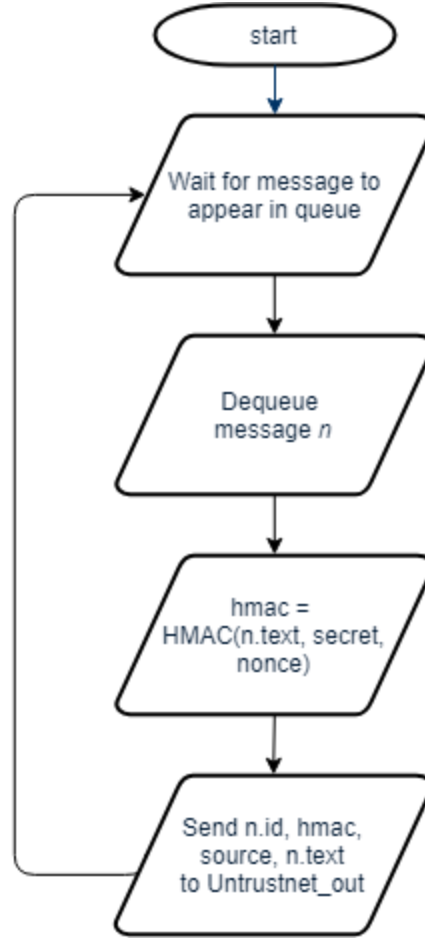 start
Wait for message to
appear in queue
Dequeue
message n
hmac =
HMAC(n.text, secret,
nonce)
Send n.id, hmac,
source, n.text
to Untrustnet_out